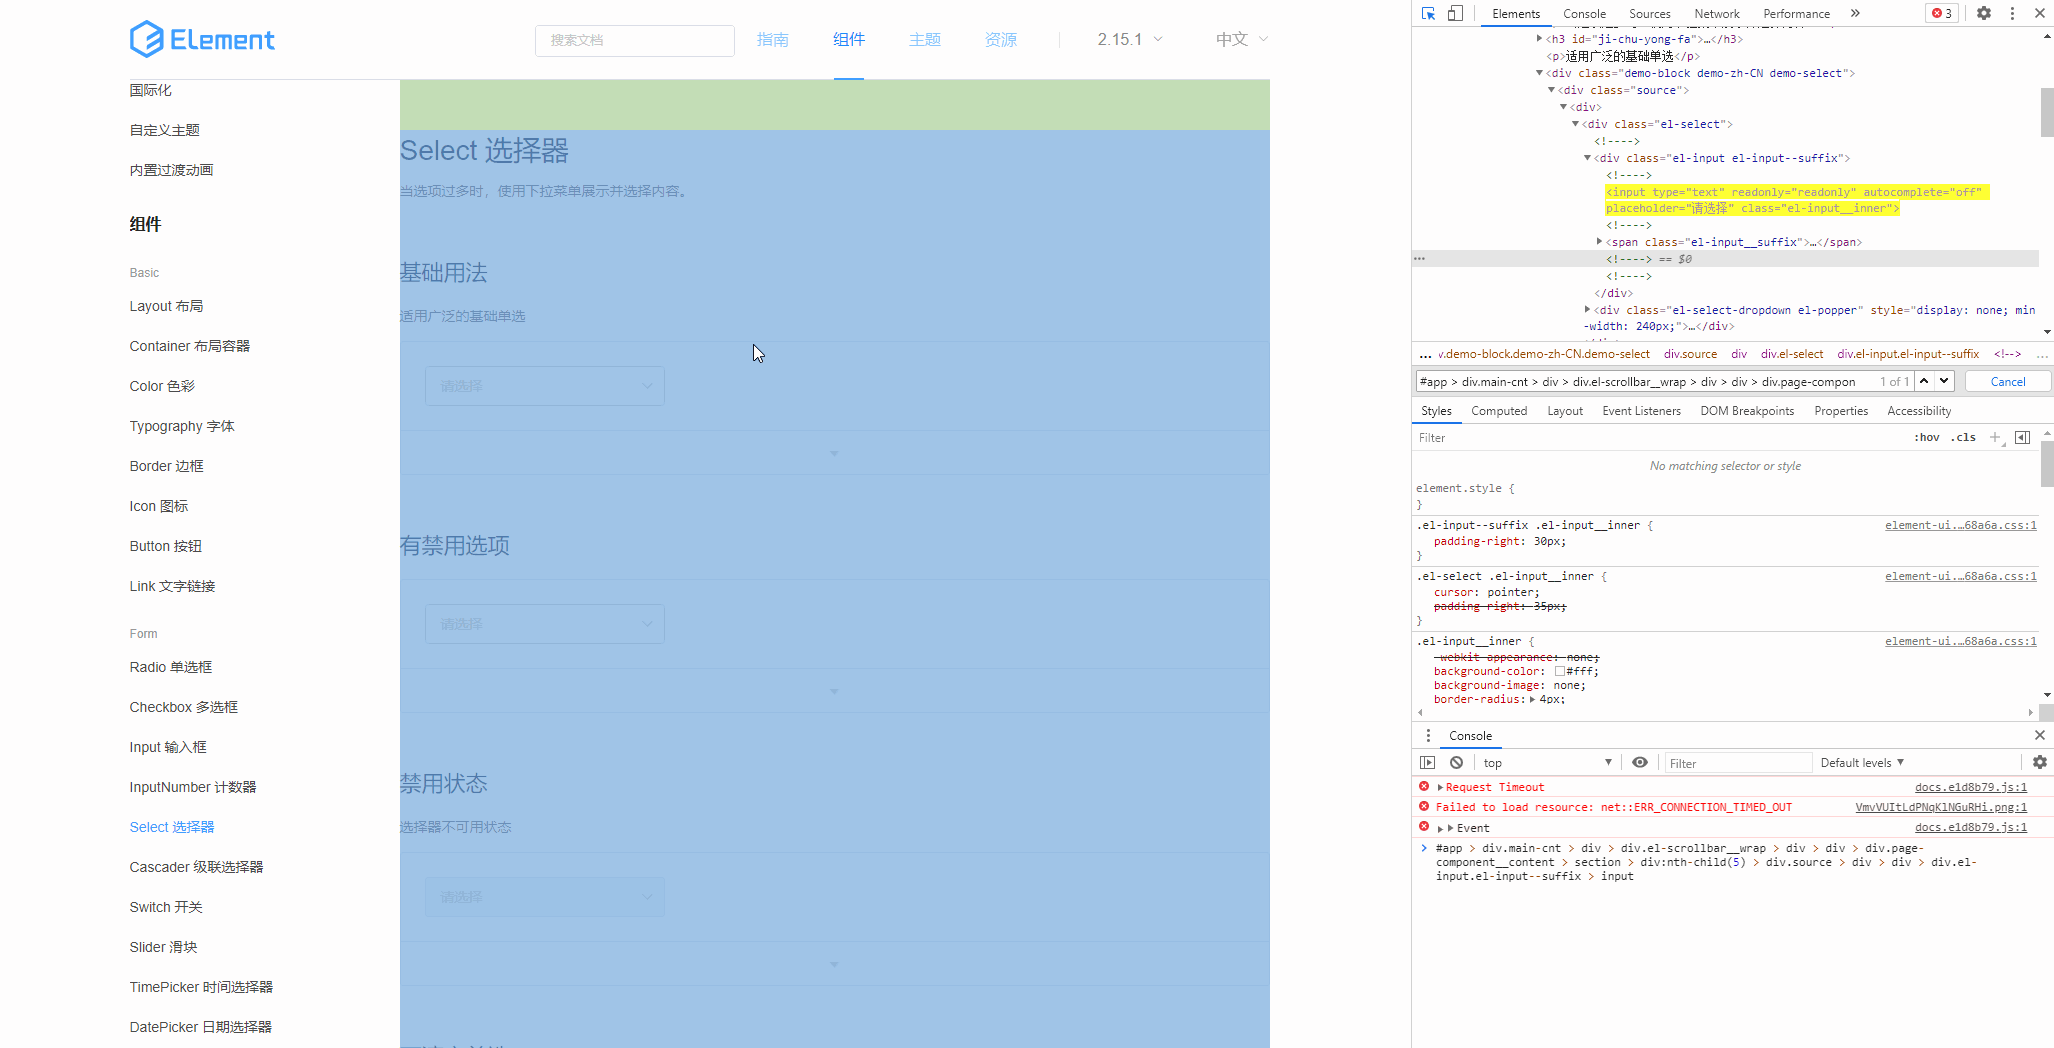 Element
搜索文档
指南
组件
主题
资源
2.15.1
中文
国际化
自定义主题
内置过渡动画
组件
Basic
Layout 布局
Container 布局容器
Color 色彩
Typography 字体
Border 边框
Icon 图标
Button 按钮
Link 文字链接
Form
Radio 单选框
Checkbox 多选框
Input 输入框
InputNumber 计数器
Select 选择器
Cascader 级联选择器
Switch 开关
Slider 滑块
TimePicker 时间选择器
DatePicker 日期选择器
Select 选择器
当选项过多时，使用下拉菜单展示并选择内容。
基础用法
适用广泛的基础单选
请选择
有禁用选项
请选择
禁用状态
选择器不可用状态
请选择
Elements Console Sources Network Performance » 3
<h3 id="ji-chu-yong-fa">…</h3>
<p>适用广泛的基础单选</p>
<div class="demo-block demo-zh-CN demo-select">
<div class="source">
<div>
<div class="el-select">
<!---->
<div class="el-input el-input--suffix">
<!---->
<input type="text" readonly="readonly" autocomplete="off"
placeholder="请选择" class="el-input__inner">
<!---->
<span class="el-input__suffix">…</span>
<!----> == $0
<!---->
</div>
<div class="el-select-dropdown el-popper" style="display: none; min
-width: 240px;">…</div>
… v.demo-block.demo-zh-CN.demo-select div.source div div.el-select div.el-input.el-input--suffix <!--> …
#app > div.main-cnt > div > div.el-scrollbar__wrap > div > div > div.page-compon 1 of 1 Cancel
Styles Computed Layout Event Listeners DOM Breakpoints Properties Accessibility
Filter :hov .cls +
No matching selector or style
element.style {
}
.el-input--suffix .el-input__inner { element-ui.…68a6a.css:1
padding-right: 30px;
}
.el-select .el-input__inner { element-ui.…68a6a.css:1
cursor: pointer;
padding-right: 35px;
}
.el-input__inner { element-ui.…68a6a.css:1
-webkit-appearance: none;
background-color: #fff;
background-image: none;
border-radius: 4px;
Console
top Filter Default levels
Request Timeout docs.e1d8b79.js:1
Failed to load resource: net::ERR_CONNECTION_TIMED_OUT VmvVUItLdPNqKlNGuRHi.png:1
Event docs.e1d8b79.js:1
#app > div.main-cnt > div > div.el-scrollbar__wrap > div > div > div.page-
component__content > section > div:nth-child(5) > div.source > div > div > div.el-
input.el-input--suffix > input